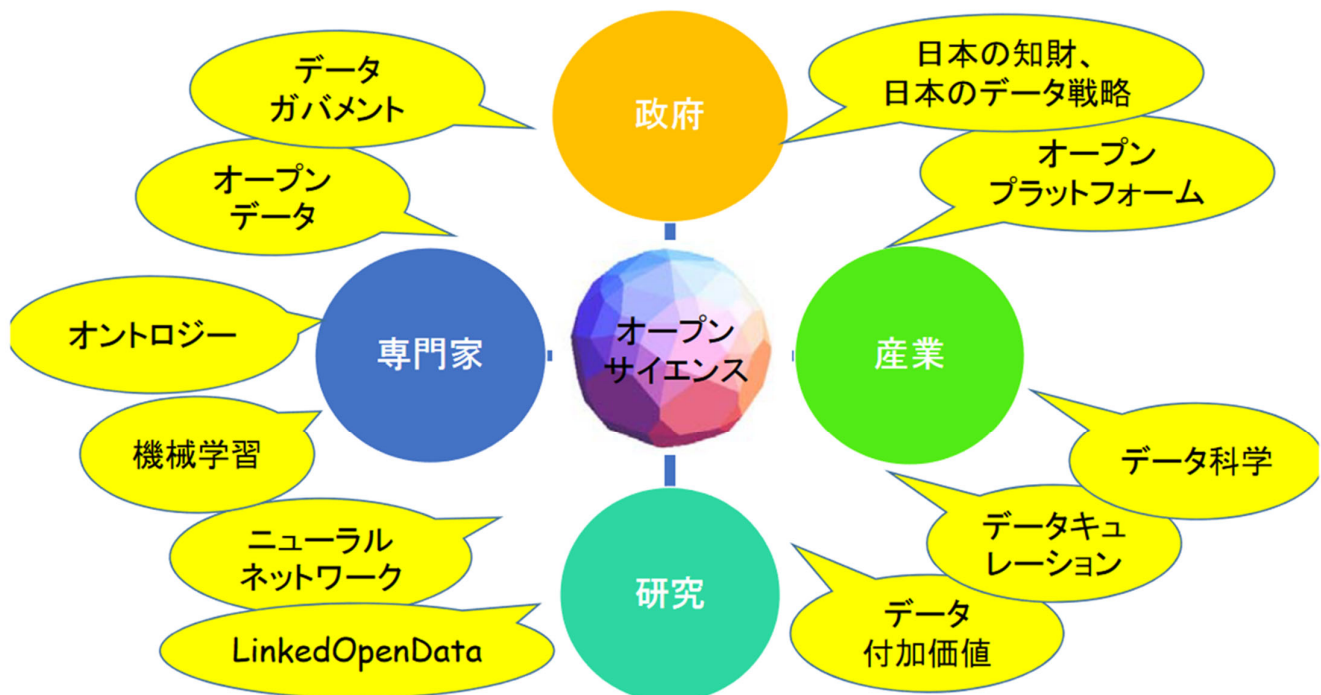 データ
ガバメント
政府
日本の知財、
日本のデータ戦略
オープン
データ
オープン
プラットフォーム
オントロジー
専門家
オープン
サイエンス
産業
機械学習
データ科学
ニューラル
ネットワーク
研究
データキュ
レーション
LinkedOpenData
データ
付加価値